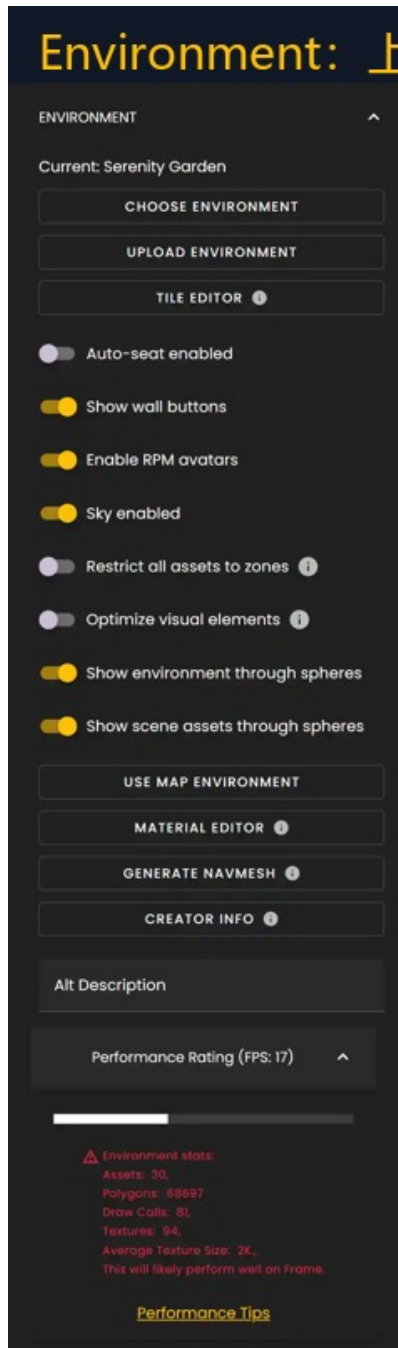 Environment: 上
ENVIRONMENT
Current: Serenity Garden
CHOOSE ENVIRONMENT
UPLOAD ENVIRONMENT
TILE EDITOR
Auto-seat enabled
Show wall buttons
Enable RPM avatars
Sky enabled
Restrict all assets to zones
Optimize visual elements
Show environment through spheres
Show scene assets through spheres
USE MAP ENVIRONMENT
MATERIAL EDITOR
GENERATE NAVMESH
CREATOR INFO
Alt Description
Performance Rating (FPS: 17)
Environment stats:
Assets: 30,
Polygons: 68697
Draw Calls: 81,
Textures: 94,
Average Texture Size: 2K,,
This will likely perform well on Frame.
Performance Tips